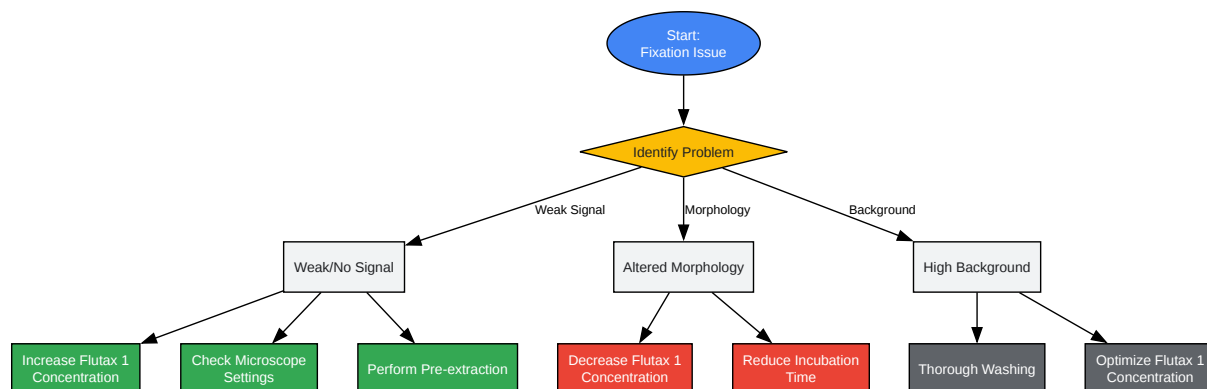 Start:
Fixation Issue
Identify Problem
Weak Signal
Morphology
Background
Weak/No Signal
Altered Morphology
High Background
Increase Flutax 1
Concentration
Check Microscope
Settings
Perform Pre-extraction
Decrease Flutax 1
Concentration
Reduce Incubation
Time
Thorough Washing
Optimize Flutax 1
Concentration